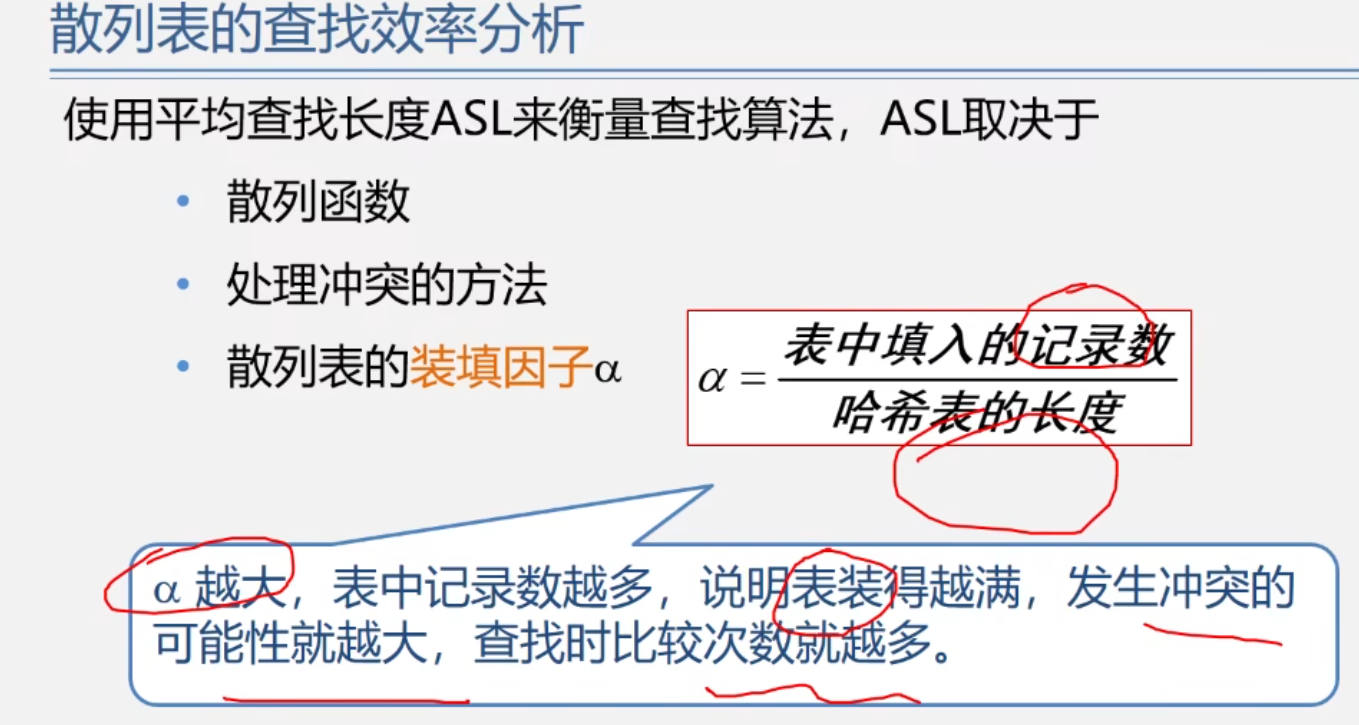 散列表的查找效率分析
使用平均查找长度ASL来衡量查找算法，ASL取决于
• 散列函数
• 处理冲突的方法
• 散列表的装填因子α
α = 表中填入的记录数
哈希表的长度
α 越大，表中记录数越多，说明表装得越满，发生冲突的
可能性就越大，查找时比较次数就越多。